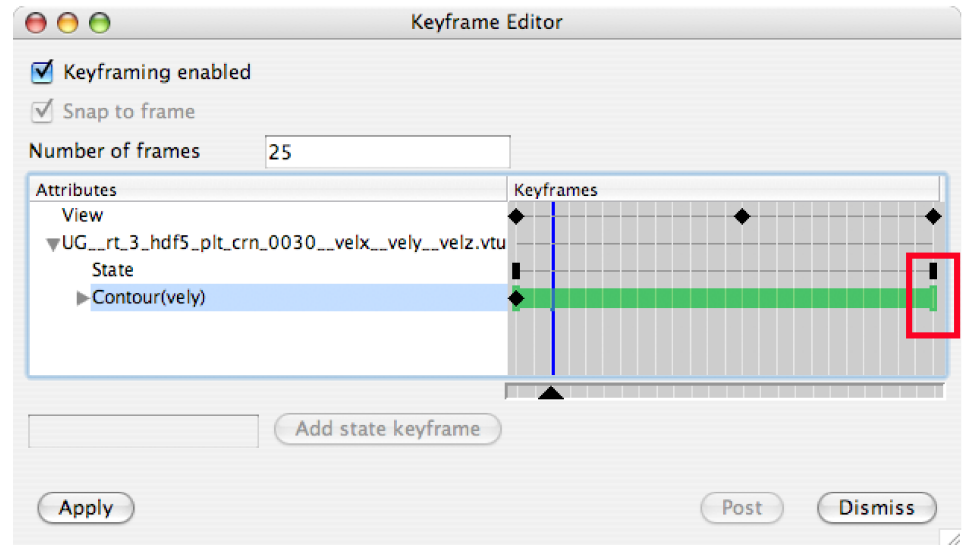 Keyframe Editor
Keyframing enabled
Snap to frame
Number of frames 25
Attributes Keyframes
View
UG__rt_3_hdf5_plt_crn_0030__velx__vely__velz.vtu
State
Contour(vely)
Add state keyframe
Apply Post Dismiss